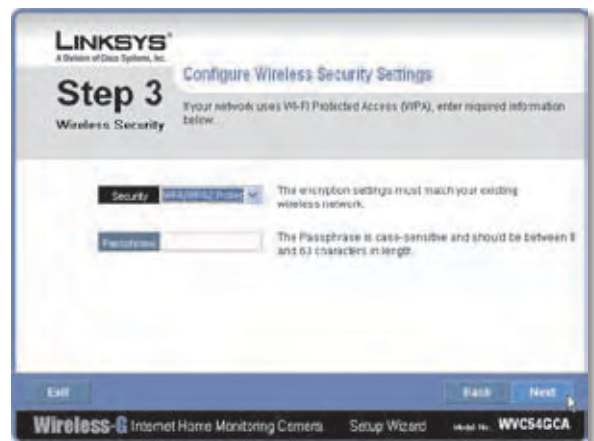 LINKSYS®
A Division of Cisco Systems, Inc.
Step 3
Wireless Security
Configure Wireless Security Settings
If your network uses Wi-Fi Protected Access (WPA), enter required information
below.
Security
The encryption settings must match your existing
wireless network.
Passphrase
The Passphrase is case-sensitive and should be between 8
and 63 characters in length.
Exit
Back
Next
Wireless-G Internet Home Monitoring Camera
Setup Wizard
Model No.
WVC54GCA